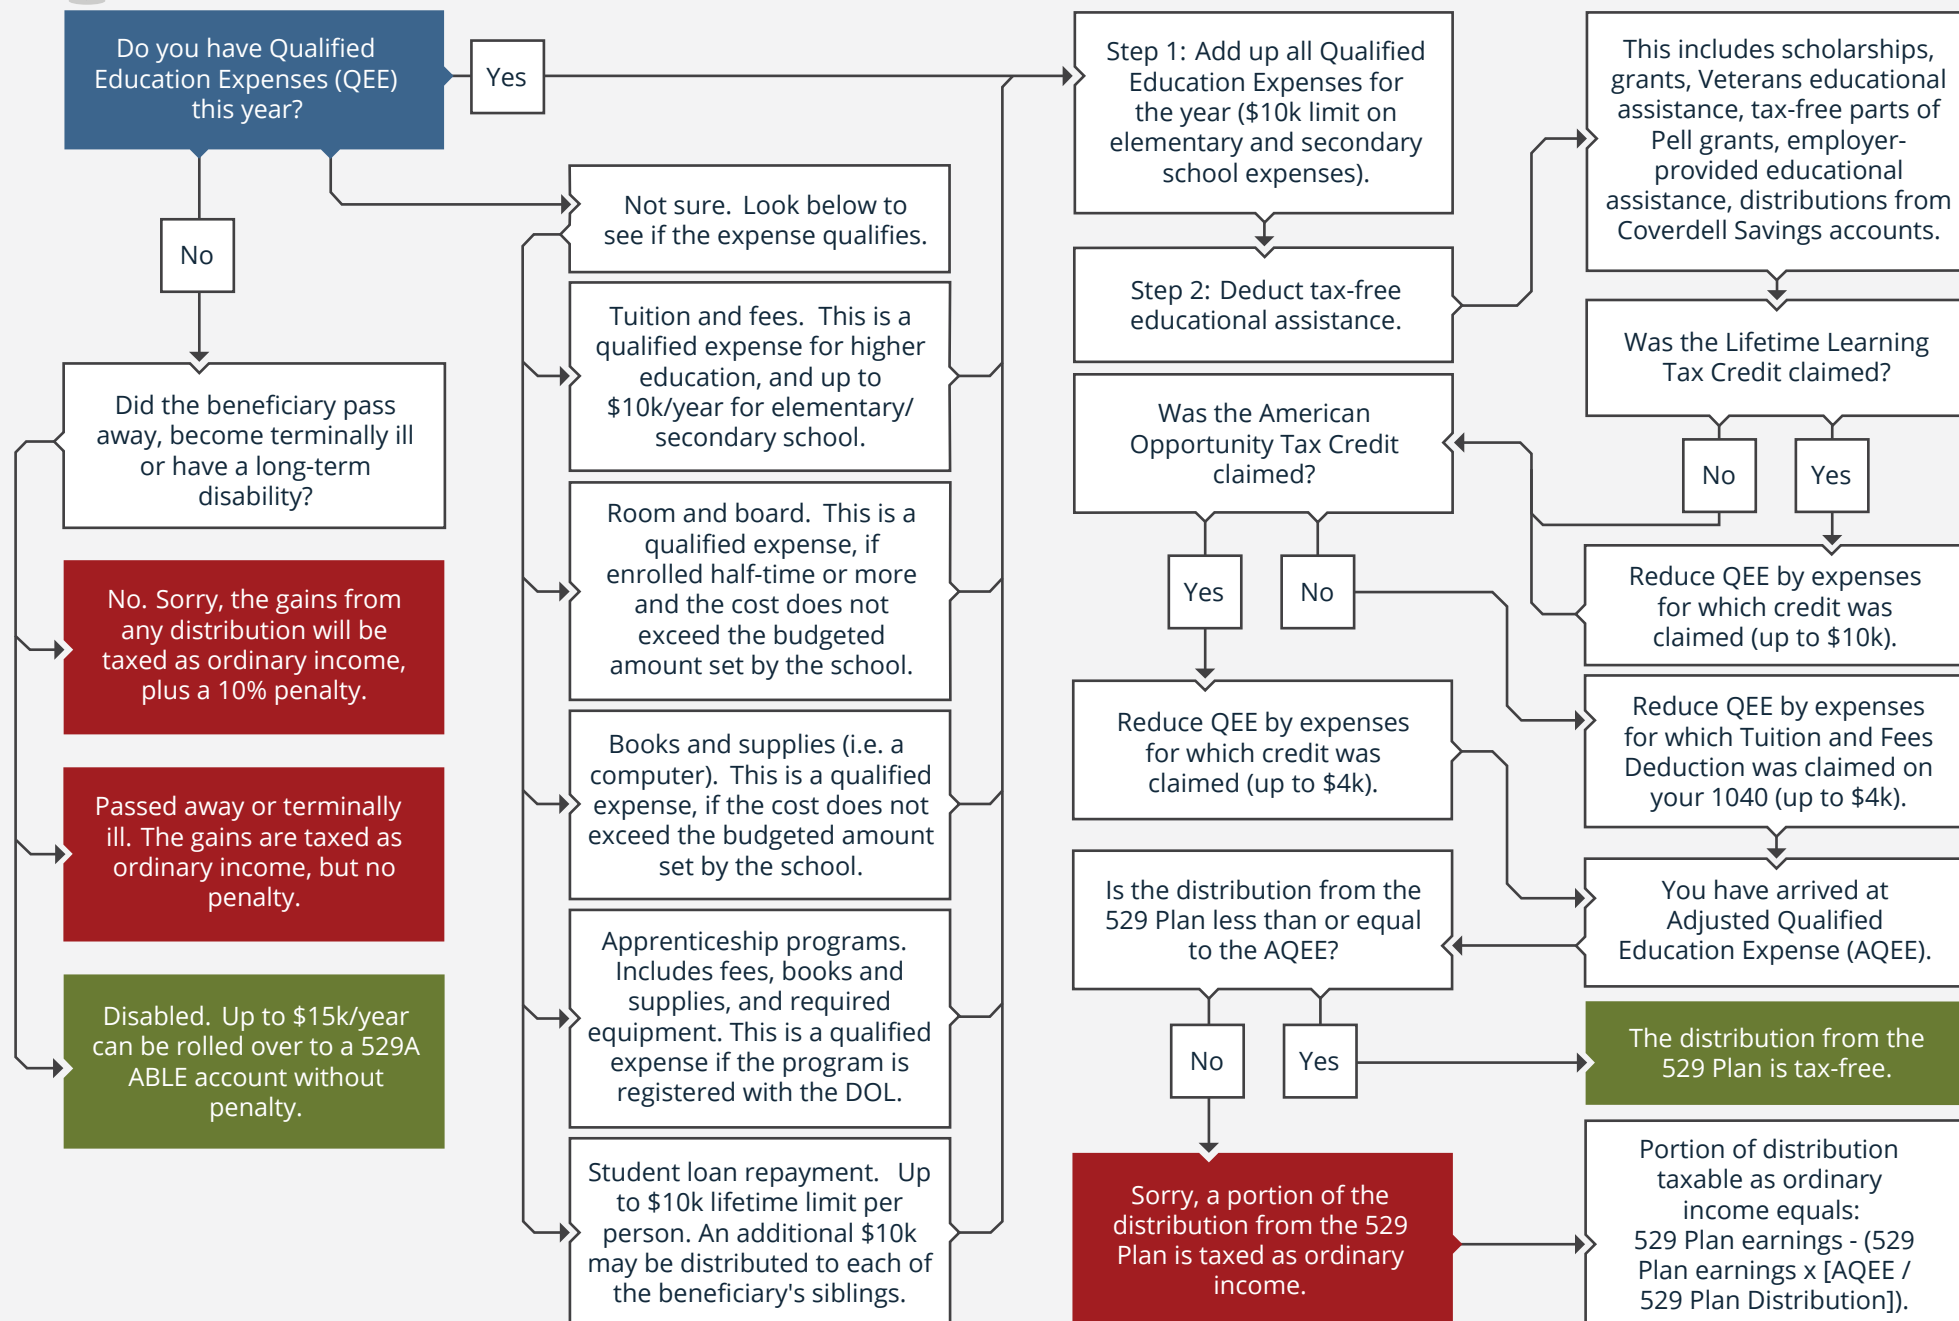 Do you have Qualified
Education Expenses (QEE)
this year?
Yes
No
Did the beneficiary pass
away, become terminally ill
or have a long-term
disability?
No. Sorry, the gains from
any distribution will be
taxed as ordinary income,
plus a 10% penalty.
Passed away or terminally
ill. The gains are taxed as
ordinary income, but no
penalty.
Disabled. Up to $15k/year
can be rolled over to a 529A
ABLE account without
penalty.
Not sure. Look below to
see if the expense qualifies.
Tuition and fees. This is a
qualified expense for higher
education, and up to
$10k/year for elementary/
secondary school.
Room and board. This is a
qualified expense, if
enrolled half-time or more
and the cost does not
exceed the budgeted
amount set by the school.
Books and supplies (i.e. a
computer). This is a qualified
expense, if the cost does not
exceed the budgeted amount
set by the school.
Apprenticeship programs.
Includes fees, books and
supplies, and required
equipment. This is a qualified
expense if the program is
registered with the DOL.
Student loan repayment. Up
to $10k lifetime limit per
person. An additional $10k
may be distributed to each of
the beneficiary's siblings.
Step 1: Add up all Qualified
Education Expenses for
the year ($10k limit on
elementary and secondary
school expenses).
Step 2: Deduct tax-free
educational assistance.
This includes scholarships,
grants, Veterans educational
assistance, tax-free parts of
Pell grants, employer-
provided educational
assistance, distributions from
Coverdell Savings accounts.
Was the Lifetime Learning
Tax Credit claimed?
No
Yes
Reduce QEE by expenses
for which credit was
claimed (up to $10k).
Was the American
Opportunity Tax Credit
claimed?
Yes
No
Reduce QEE by expenses
for which credit was
claimed (up to $4k).
Reduce QEE by expenses
for which Tuition and Fees
Deduction was claimed on
your 1040 (up to $4k).
You have arrived at
Adjusted Qualified
Education Expense (AQEE).
Is the distribution from the
529 Plan less than or equal
to the AQEE?
No
Yes
The distribution from the
529 Plan is tax-free.
Sorry, a portion of the
distribution from the 529
Plan is taxed as ordinary
income.
Portion of distribution
taxable as ordinary
income equals:
529 Plan earnings - (529
Plan earnings x [AQEE /
529 Plan Distribution]).